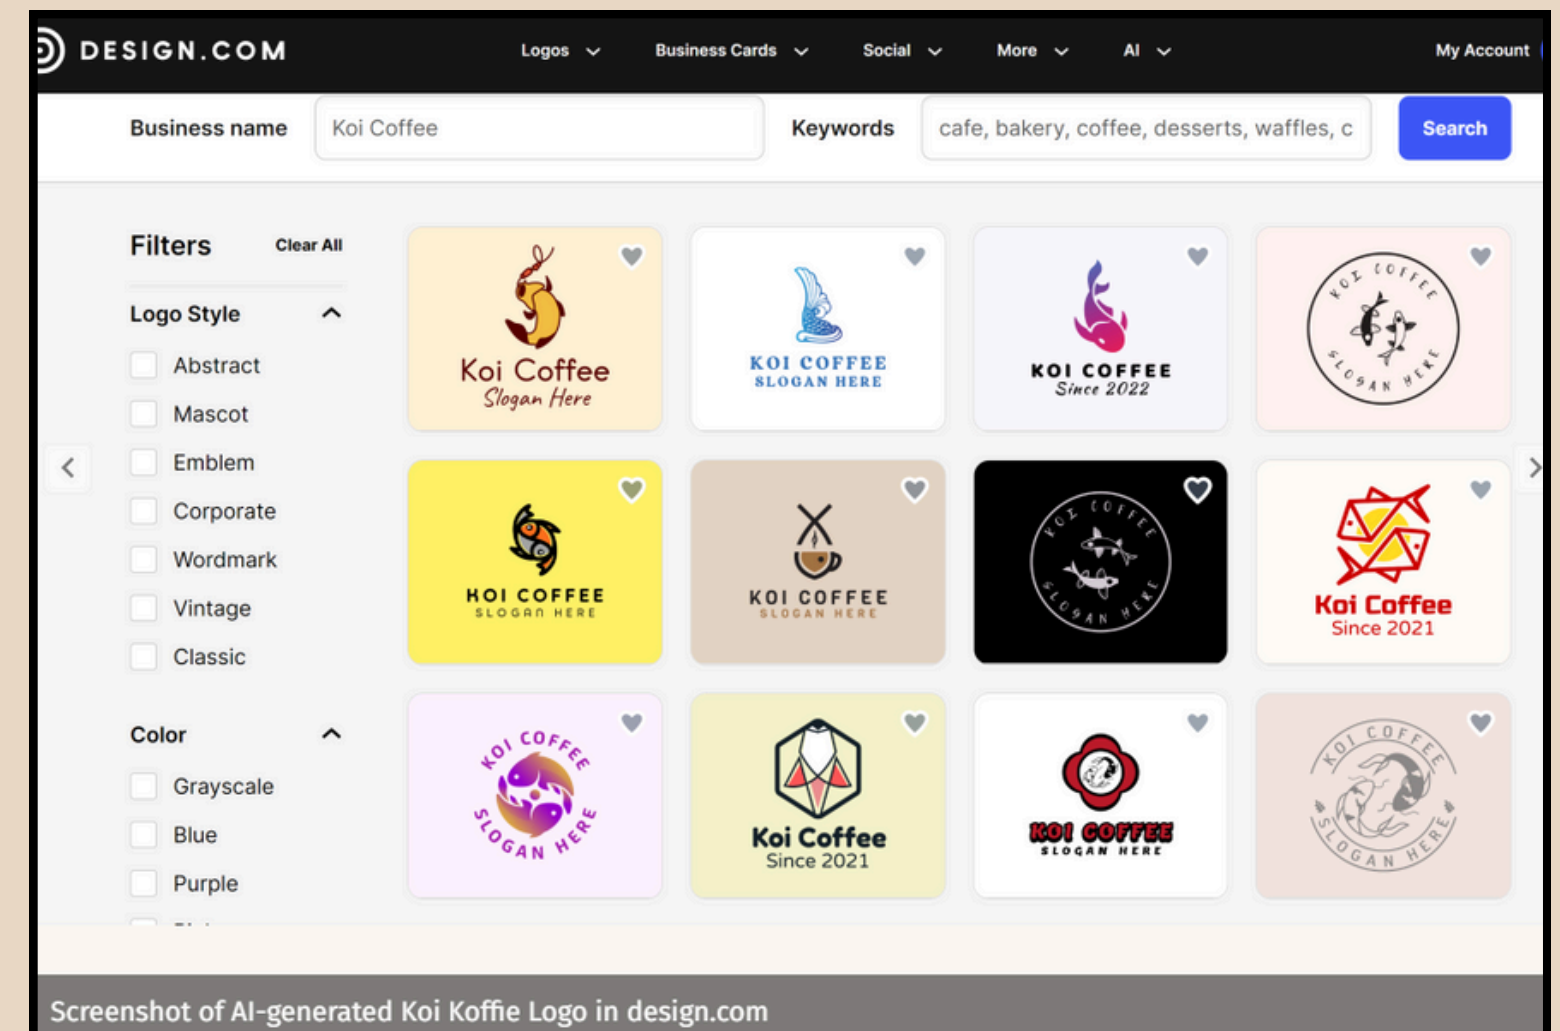 DESIGN.COM
Logos
Business Cards
Social
More
AI
My Account
Business name
Koi Coffee
Keywords
cafe, bakery, coffee, desserts, waffles, c
Search
Filters
Clear All
Logo Style
Abstract
Mascot
Emblem
Corporate
Wordmark
Vintage
Classic
Color
Grayscale
Blue
Purple
Koi Coffee
Slogan Here
KOI COFFEE
SLOGAN HERE
KOI COFFEE
Since 2022
KOI COFFEE
SLOGAN HERE
KOI COFFEE
SLOGAN HERE
KOI COFFEE
SLOGAN HERE
KOI COFFEE
SLOGAN HERE
Koi Coffee
Since 2021
KOI COFFEE
SLOGAN HERE
Koi Coffee
Since 2021
KOI COFFEE
SLOGAN HERE
KOI COFFEE
SLOGAN HERE
Screenshot of AI-generated Koi Koffie Logo in design.com